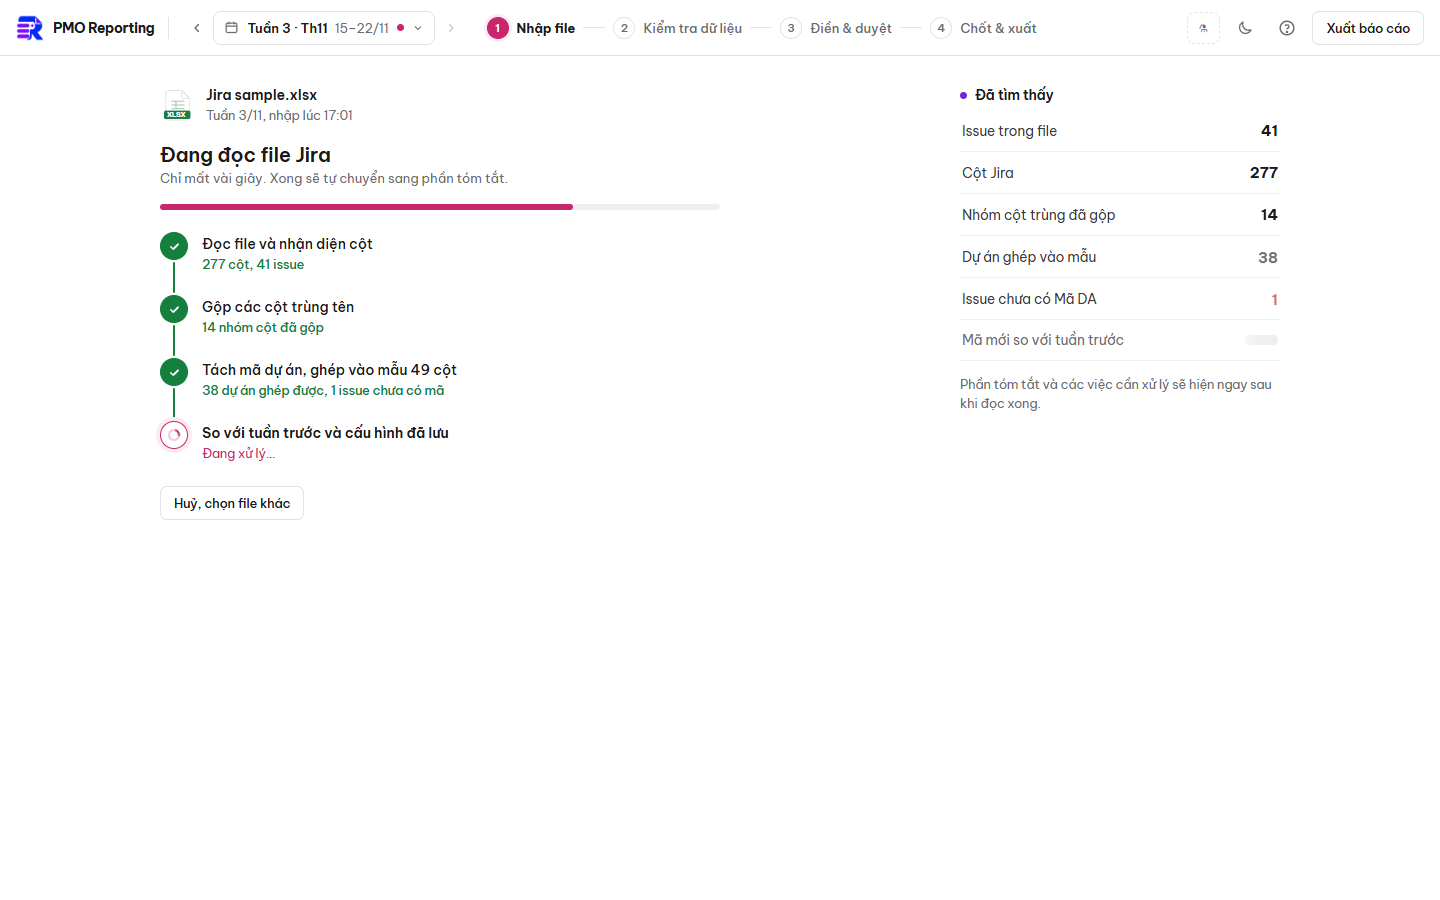 PMO Reporting
Tuần 3 · Th11 15–22/11
1 Nhập file
2 Kiểm tra dữ liệu
3 Điền & duyệt
4 Chốt & xuất
Xuất báo cáo
XLSX
Jira sample.xlsx
Tuần 3/11, nhập lúc 17:01
Đang đọc file Jira
Chỉ mất vài giây. Xong sẽ tự chuyển sang phần tóm tắt.
Đọc file và nhận diện cột
277 cột, 41 issue
Gộp các cột trùng tên
14 nhóm cột đã gộp
Tách mã dự án, ghép vào mẫu 49 cột
38 dự án ghép được, 1 issue chưa có mã
So với tuần trước và cấu hình đã lưu
Đang xử lý...
Huỷ, chọn file khác
Đã tìm thấy
Issue trong file 41
Cột Jira 277
Nhóm cột trùng đã gộp 14
Dự án ghép vào mẫu 38
Issue chưa có Mã DA 1
Mã mới so với tuần trước
Phần tóm tắt và các việc cần xử lý sẽ hiện ngay sau
khi đọc xong.